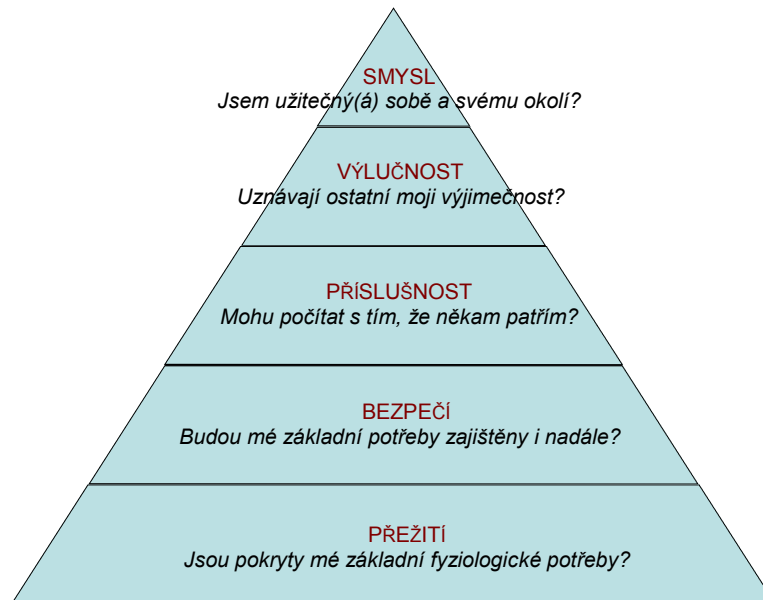 SMYSL
Jsem užitečný(á) sobě a svému okolí?
VÝLUČNOST
Uznávají ostatní moji výjimečnost?
PŘÍSLUŠNOST
Mohu počítat s tím, že někam patřím?
BEZPEČÍ
Budou mé základní potřeby zajištěny i nadále?
PŘEŽITÍ
Jsou pokryty mé základní fyziologické potřeby?